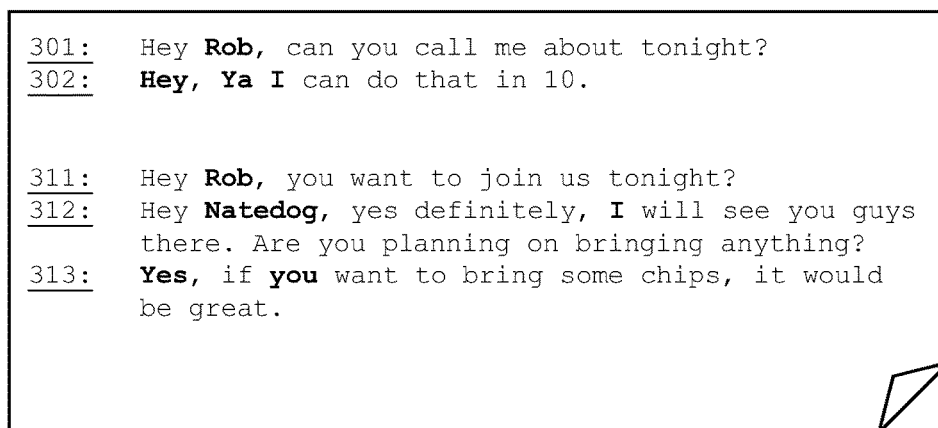 301: Hey Rob, can you call me about tonight?
302: Hey, Ya I can do that in 10.
311: Hey Rob, you want to join us tonight?
312: Hey Natedog, yes definitely, I will see you guys
there. Are you planning on bringing anything?
313: Yes, if you want to bring some chips, it would
be great.